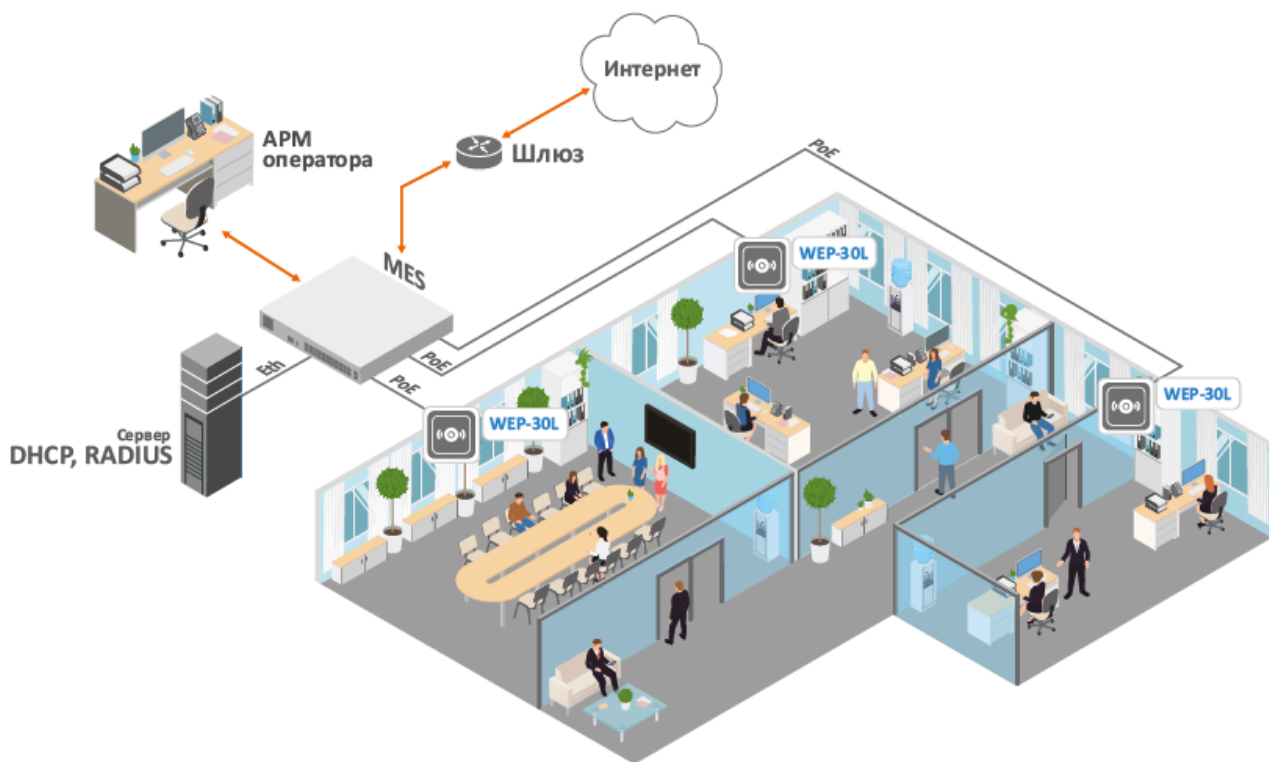 Интернет
АРМ
оператора
Шлюз
PoE
MES
WEP-30L
Eth
PoE
PoE
WEP-30L
WEP-30L
Сервер
DHCP, RADIUS